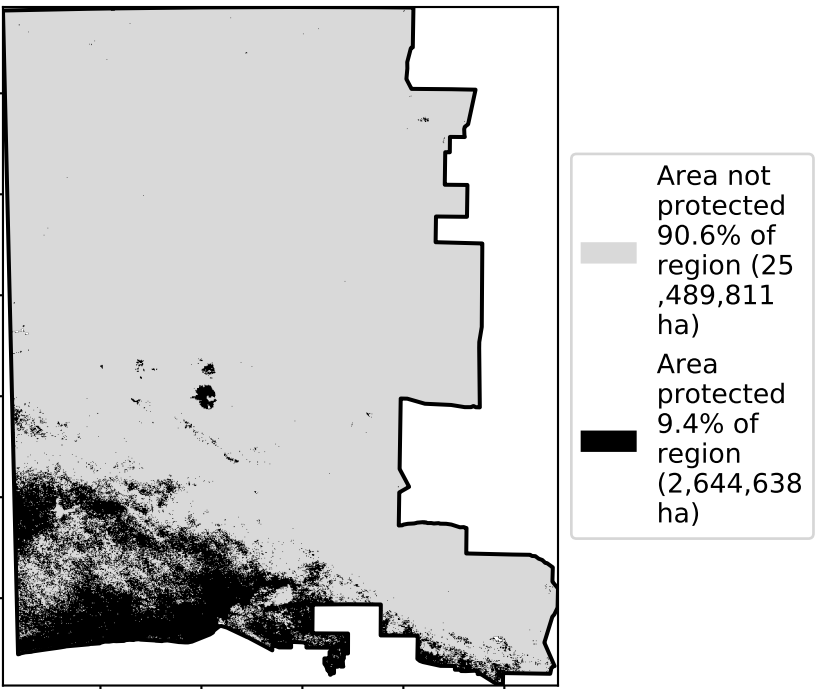 Area not
protected
90.6% of
region (25
,489,811
ha)
Area
protected
9.4% of
region
(2,644,638
ha)